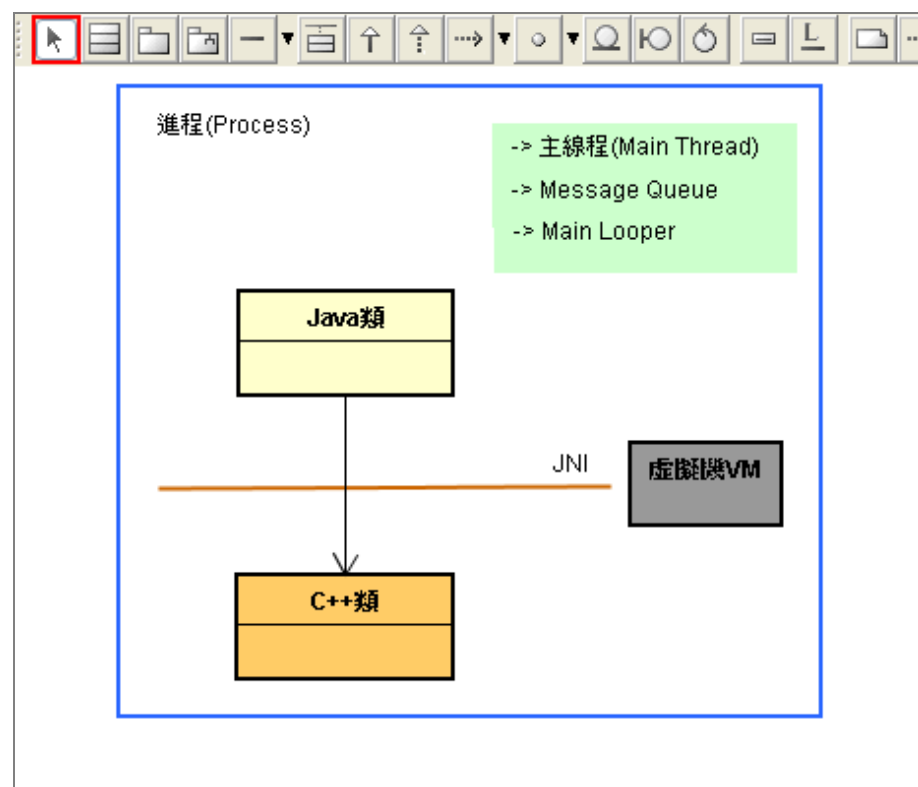 進程(Process)
-> 主線程(Main Thread)
-> Message Queue
-> Main Looper
Java類
JNI
虛擬機VM
C++類